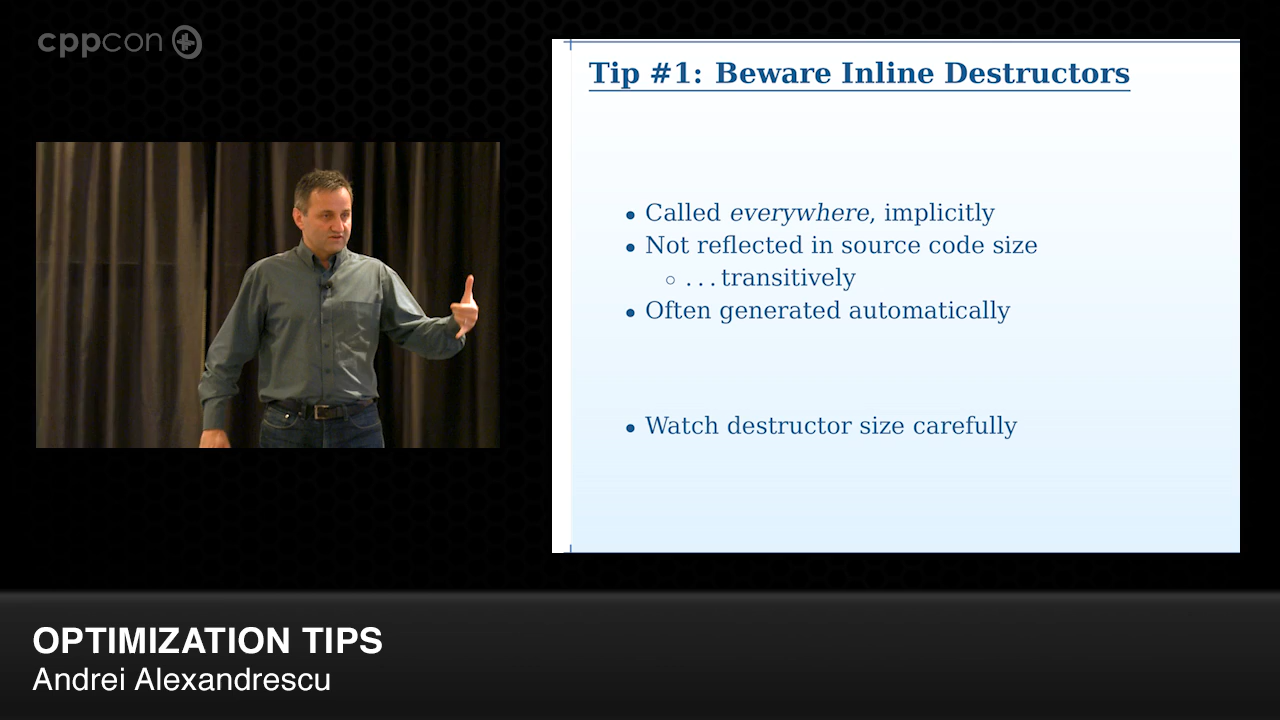 cppcon
Tip #1: Beware Inline Destructors
• Called everywhere, implicitly
• Not reflected in source code size
○ ...transitively
• Often generated automatically
• Watch destructor size carefully
OPTIMIZATION TIPS
Andrei Alexandrescu